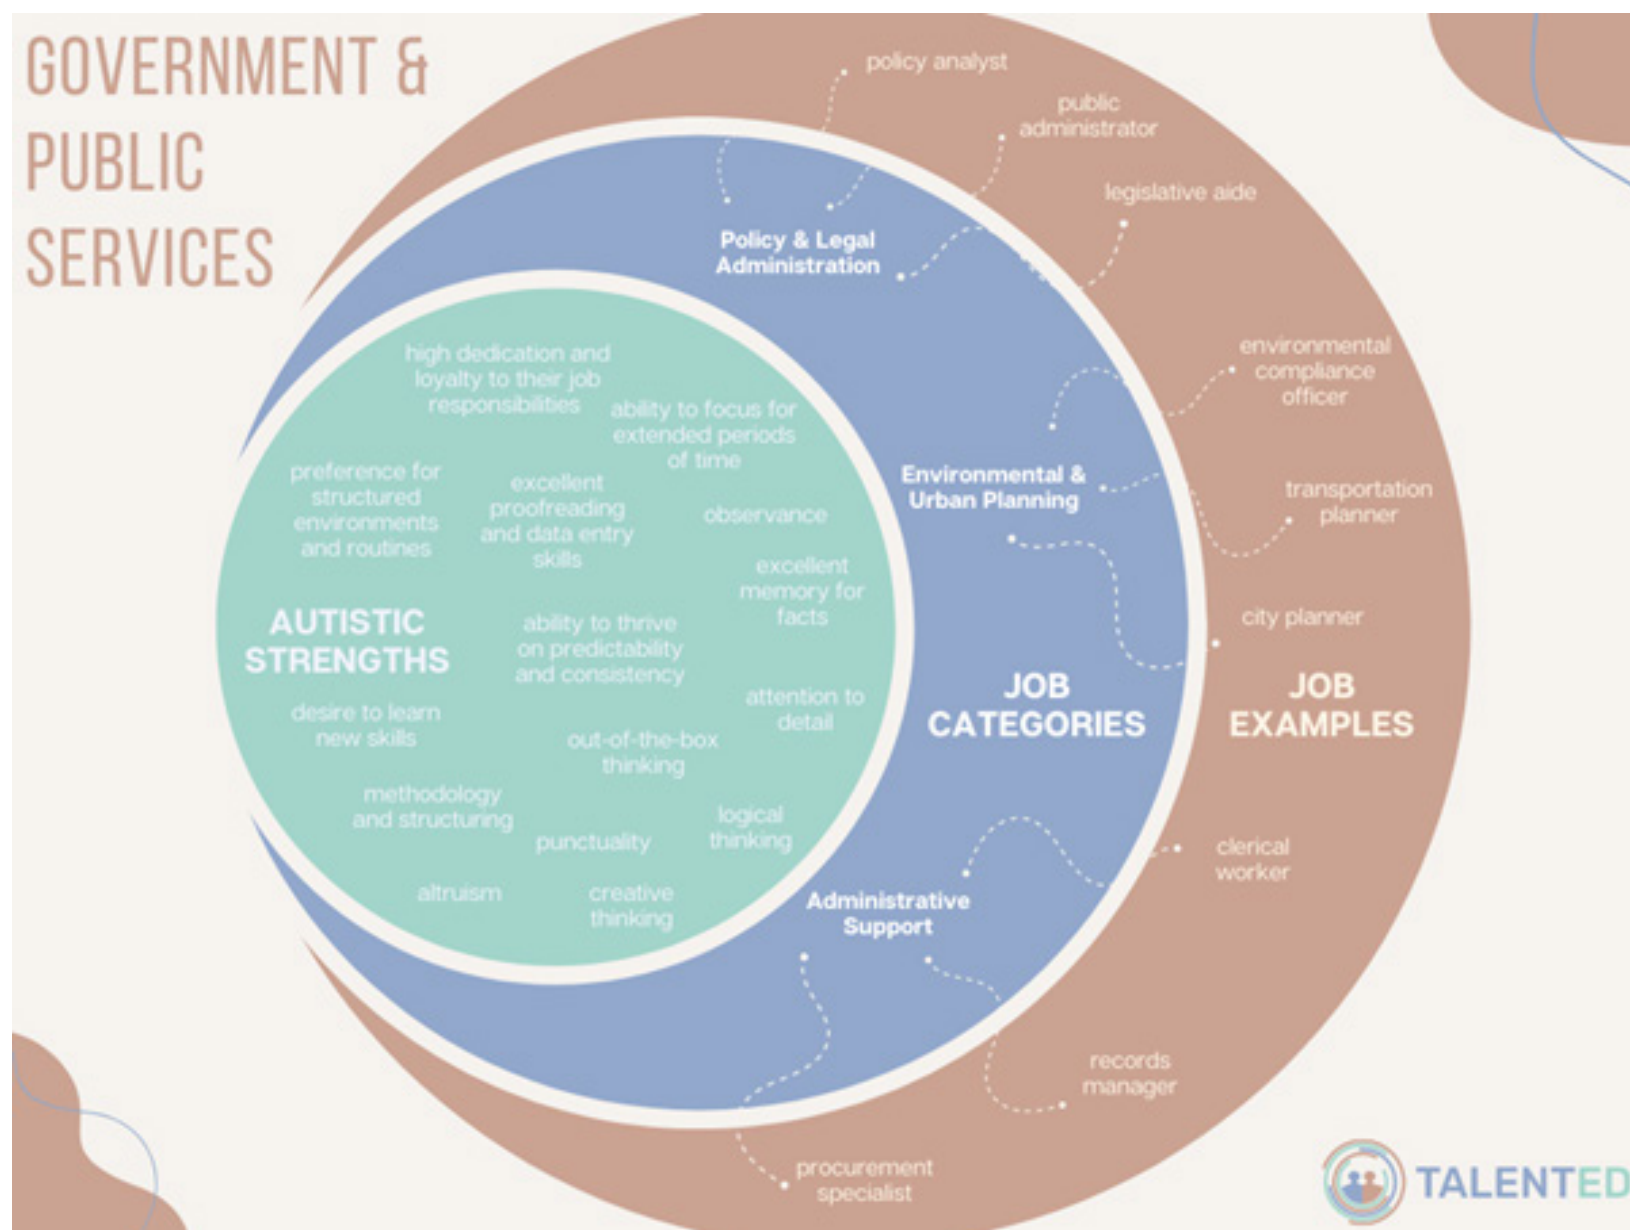 GOVERNMENT &
PUBLIC
SERVICES
policy analyst
public
administrator
legislative aide
Policy & Legal
Administration
environmental
compliance
officer
Environmental &
Urban Planning
transportation
planner
city planner
JOB
CATEGORIES
JOB
EXAMPLES
clerical
worker
Administrative
Support
records
manager
procurement
specialist
high dedication and
loyalty to their job
responsibilities
ability to focus for
extended periods
of time
preference for
structured
environments
and routines
excellent
proofreading
and data entry
skills
observance
excellent
memory for
facts
AUTISTIC
STRENGTHS
ability to thrive
on predictability
and consistency
attention to
detail
desire to learn
new skills
out-of-the-box
thinking
methodology
and structuring
punctuality
logical
thinking
altruism
creative
thinking
TALENTED